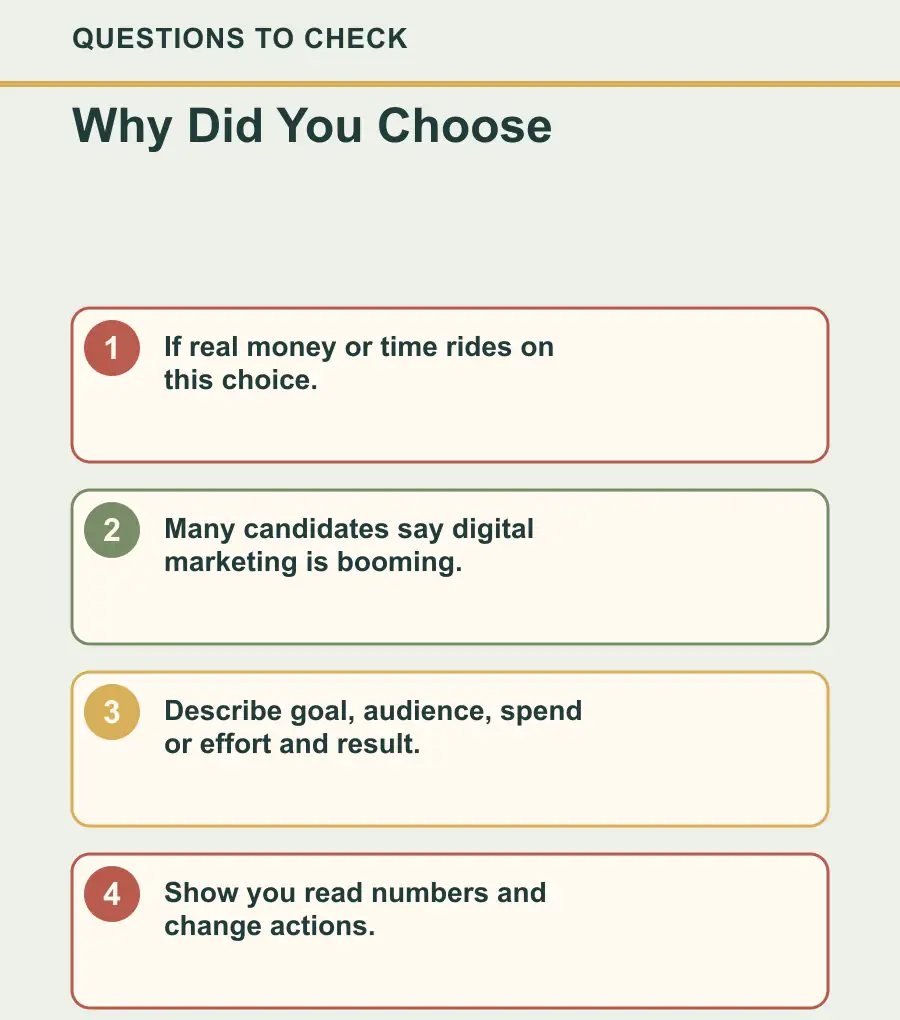 QUESTIONS TO CHECK
Why Did You Choose
1
If real money or time rides on
this choice.
2
Many candidates say digital
marketing is booming.
3
Describe goal, audience, spend
or effort and result.
4
Show you read numbers and
change actions.